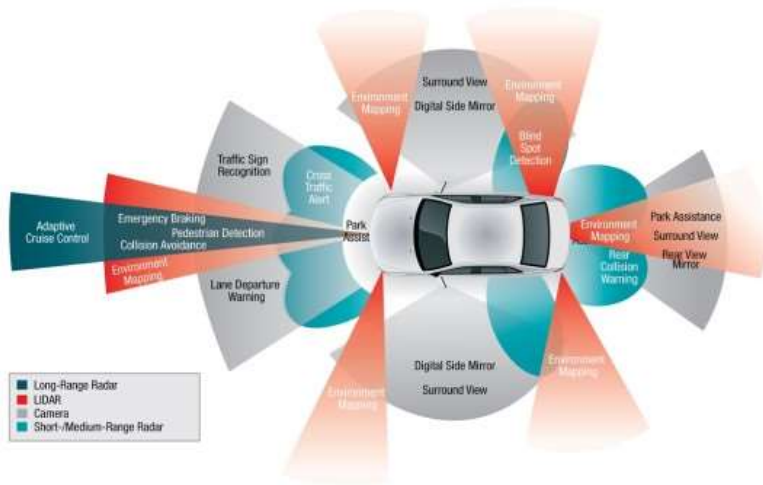 Environment
Mapping
Surround View
Digital Side Mirror
Environment
Mapping
Blind
Spot
Detection
Traffic Sign
Recognition
Cross
Traffic
Alert
Adaptive
Cruise Control
Emergency Braking
Pedestrian Detection
Collision Avoidance
Environment
Mapping
Park
Assist
Lane Departure
Warning
Environment
Mapping
Park Assistance
Surround View
Rear View
Mirror
Rear
Collision
Warning
Environment
Mapping
Digital Side Mirror
Surround View
Environment
Mapping
Long-Range Radar
LIDAR
Camera
Short-/Medium-Range Radar